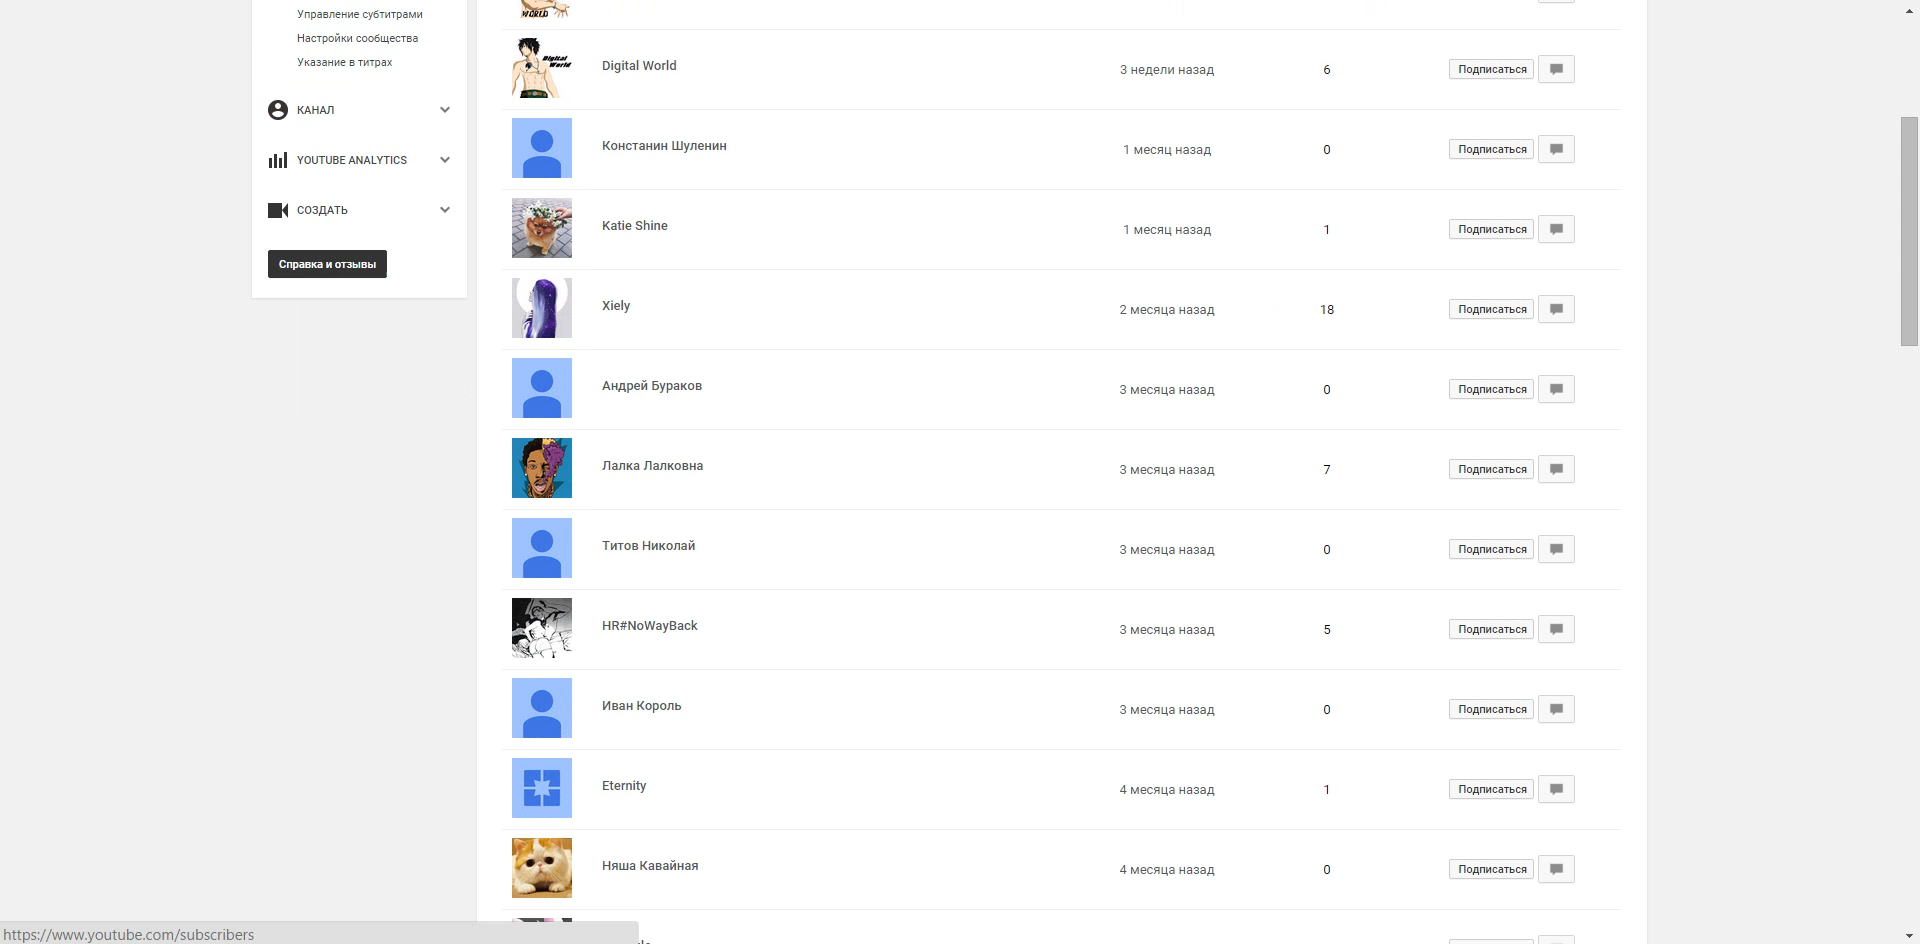 Управление субтитрами
Настройки сообщества
Указание в титрах
КАНАЛ
YOUTUBE ANALYTICS
СОЗДАТЬ
Справка и отзывы
WORLD
Digital World
Digital World 3 недели назад 6 Подписаться
Констанин Шуленин 1 месяц назад 0 Подписаться
Katie Shine 1 месяц назад 1 Подписаться
Xiely 2 месяца назад 18 Подписаться
Андрей Бураков 3 месяца назад 0 Подписаться
Лалка Лалковна 3 месяца назад 7 Подписаться
Титов Николай 3 месяца назад 0 Подписаться
HR#NoWayBack 3 месяца назад 5 Подписаться
Иван Король 3 месяца назад 0 Подписаться
Eternity 4 месяца назад 1 Подписаться
Няша Кавайная 4 месяца назад 0 Подписаться
https://www.youtube.com/subscribers